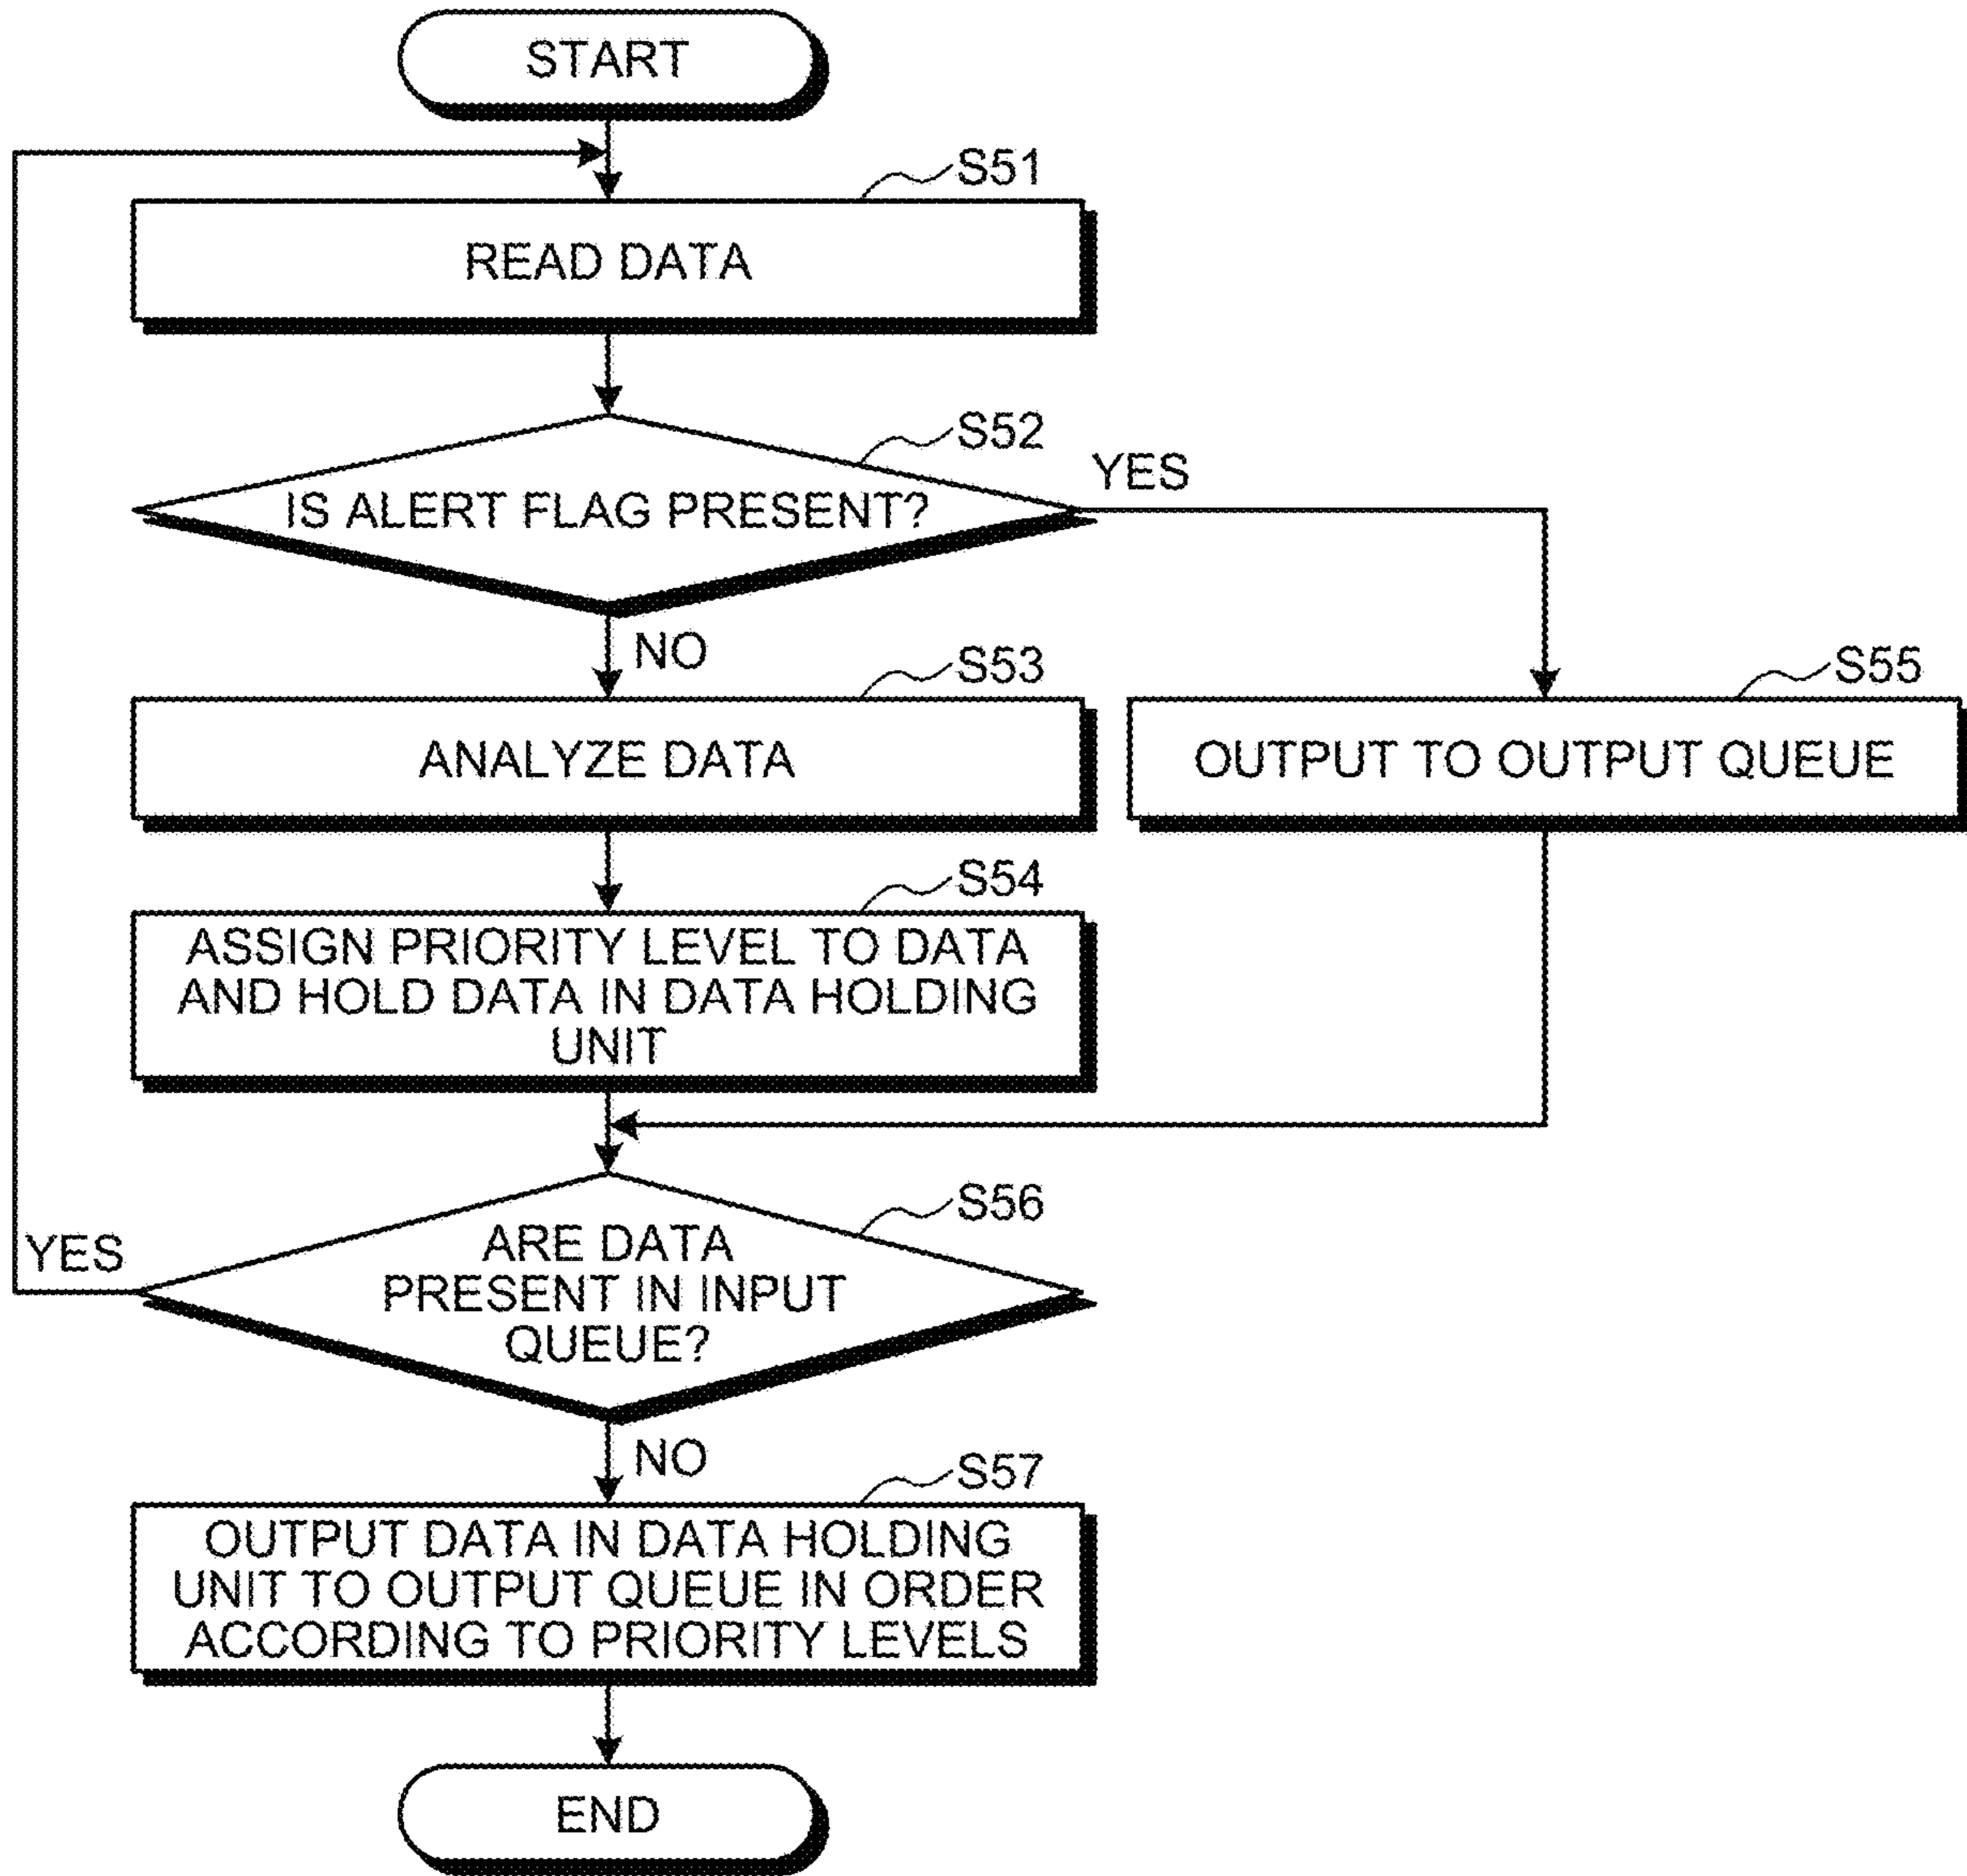 START
S51
READ DATA
S52
YES
IS ALERT FLAG PRESENT?
NO
S53
S55
ANALYZE DATA
OUTPUT TO OUTPUT QUEUE
S54
ASSIGN PRIORITY LEVEL TO DATA
AND HOLD DATA IN DATA HOLDING
UNIT
S56
YES
ARE DATA
PRESENT IN INPUT
QUEUE?
NO
S57
OUTPUT DATA IN DATA HOLDING
UNIT TO OUTPUT QUEUE IN ORDER
ACCORDING TO PRIORITY LEVELS
END